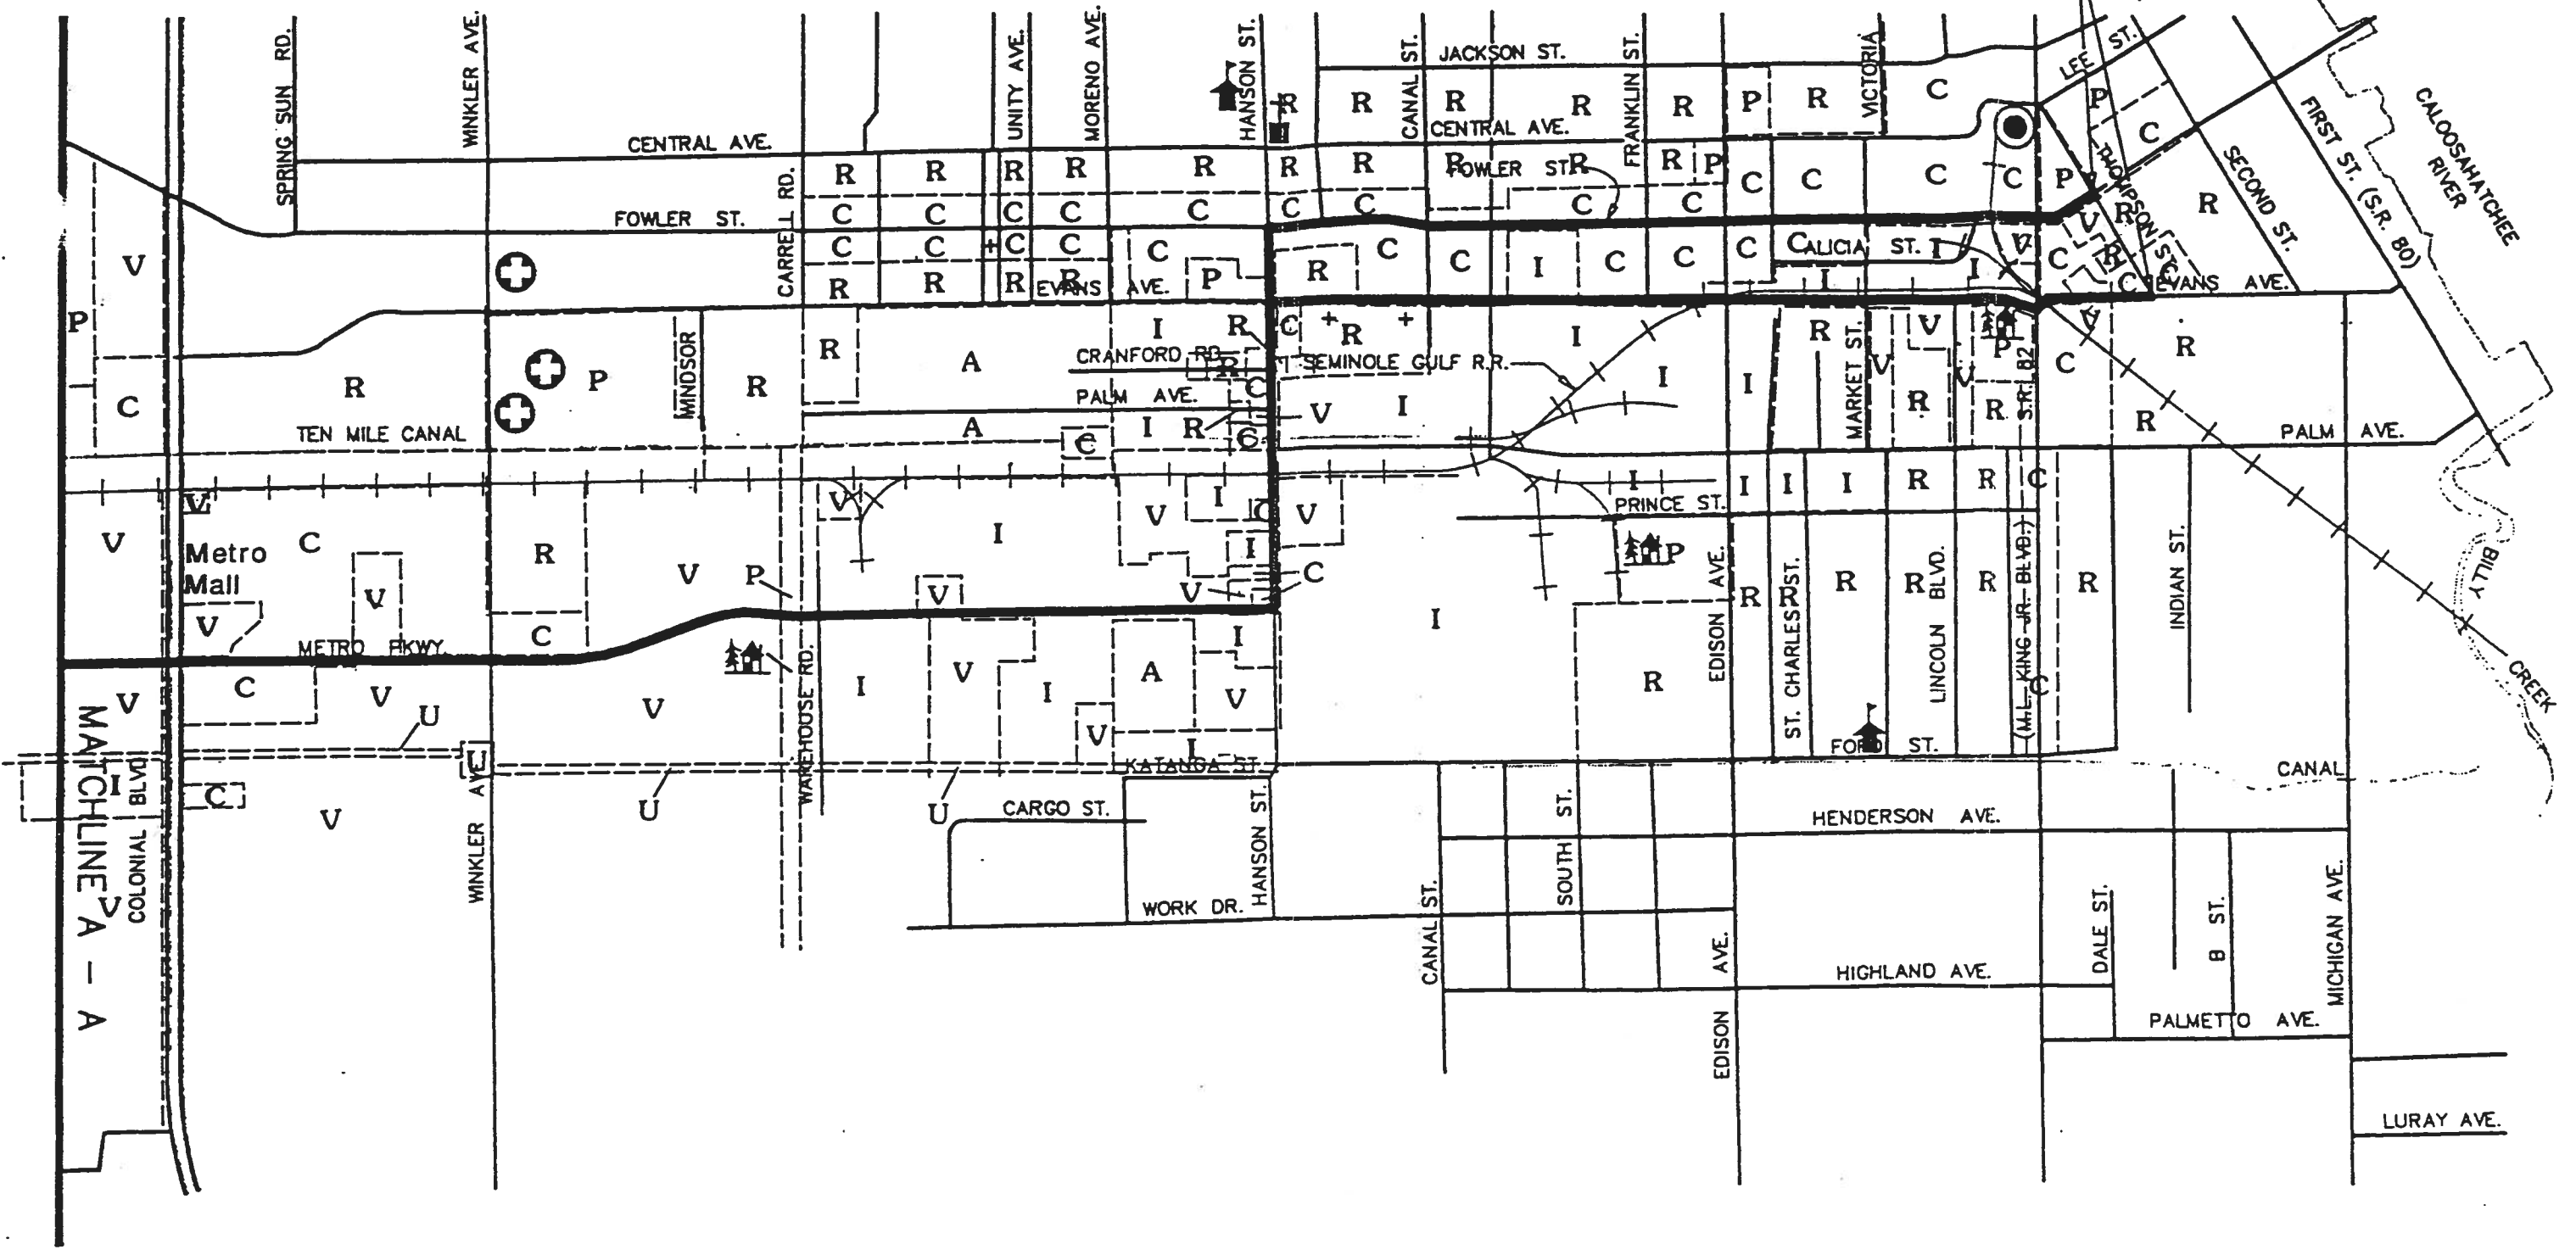 SPRING SUN RD.
WINKLER AVE.
UNITY AVE.
MORENO AVE.
HANSON ST.
CANAL ST.
JACKSON ST.
FRANKLIN ST.
VICTORIA
LEE ST.
CENTRAL AVE.
CENTRAL AVE.
R R R R R P R C P
C
R R R R R R R R R R P
C C C C P
FOWLER ST.
THOMPSON ST.
SECOND ST.
FIRST ST. (S.R. 80)
CALOOSAHATCHEE
RIVER
CARRELL RD.
C C C C C C C C C
FOWLER ST.
V R R
V
C C C C C R C C I C C C
CALICIA ST.
I
V C R
R R R R P
EVANS AVE.
I I C
EVANS AVE.
P
I R C R I R V P V R
WINDSOR
R A
CRANFORD RD.
R
SEMINOLE GULF R.R.
MARKET ST.
S.R. 82
C R P R C
I I V V C
PALM AVE.
V I R R R
A I R C
TEN MILE CANAL
C
PALM AVE.
V
V I C V
I I I I R R C
PRINCE ST.
V C
Metro
Mall
R V P I V I
V C
V V
P
EDISON AVE.
R R R R R R
ST. CHARLES ST.
LINCOLN BLVD.
(M.L. KING JR. BLVD.)
INDIAN ST.
BILLY
CREEK
V
METRO PKWY.
C
I
I
V C V V
WAREHOUSE RD.
I V I A V
R C
U
V
I
FORD ST.
U
KATANGA ST.
CANAL
MATCHLINE A - A
COLONIAL BLVD
I C V
V
WINKLER AVE.
U U
CARGO ST.
HANSON ST.
WORK DR.
CANAL ST.
SOUTH ST.
HENDERSON AVE.
EDISON AVE.
HIGHLAND AVE.
DALE ST.
B ST.
MICHIGAN AVE.
EDISON
PALMETTO AVE.
LURAY AVE.